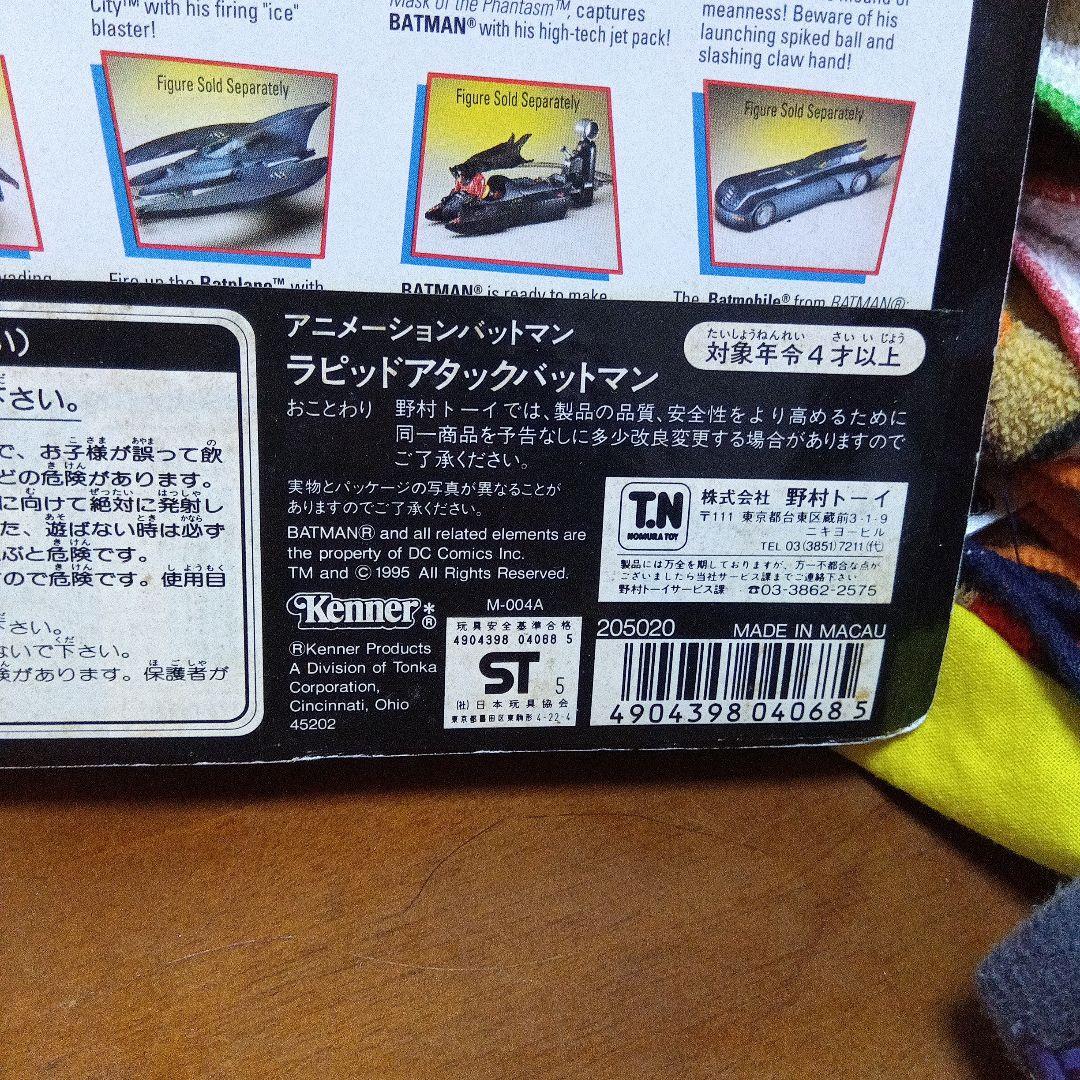 City™ with his firing "ice"
blaster!
Mask of the Phantasm™, captures
BATMAN® with his high-tech jet pack!
meanness! Beware of his
launching spiked ball and
slashing claw hand!
Figure Sold Separately
Figure Sold Separately
Figure Sold Separately
Fire up the Batplane™ with
BATMAN® is ready to make
The Batmobile® from BATMAN®:
い)
下さい。
で、お子様が誤って飲
どの危険があります。
に向けて絶対に発射し
た、遊ばない時は必ず
ぶと危険です。
ので危険です。使用目
さい。
ないで下さい。
険があります。保護者が
アニメーションバットマン
ラピッドアタックバットマン
たいしょうねんれい さい い じょう
対象年令4才以上
おことわり 野村トーイでは、製品の品質、安全性をより高めるために
同一商品を予告なしに多少改良変更する場合がありますので
ご了承ください。
実物とパッケージの写真が異なることが
ありますのでご了承ください。
BATMAN® and all related elements are
the property of DC Comics Inc.
TM and © 1995 All Rights Reserved.
T.N
NOMURA TOY
株式会社 野村トーイ
〒111 東京都台東区蔵前3-1-9
ニキヨービル
TEL 03(3851)7211(代)
製品には万全を期しておりますが、万一不都合な点が
ございましたら当社サービス課までご連絡下さい
野村トーイサービス課 ☎03-3862-2575
Kenner®
®Kenner Products
A Division of Tonka
Corporation,
Cincinnati, Ohio
45202
M-004A
玩具安全基準合格
4904398 04068 5
ST 5
(社)日本玩具協会
東京都墨田区東駒形4-22-4
205020 MADE IN MACAU
4904398 040685